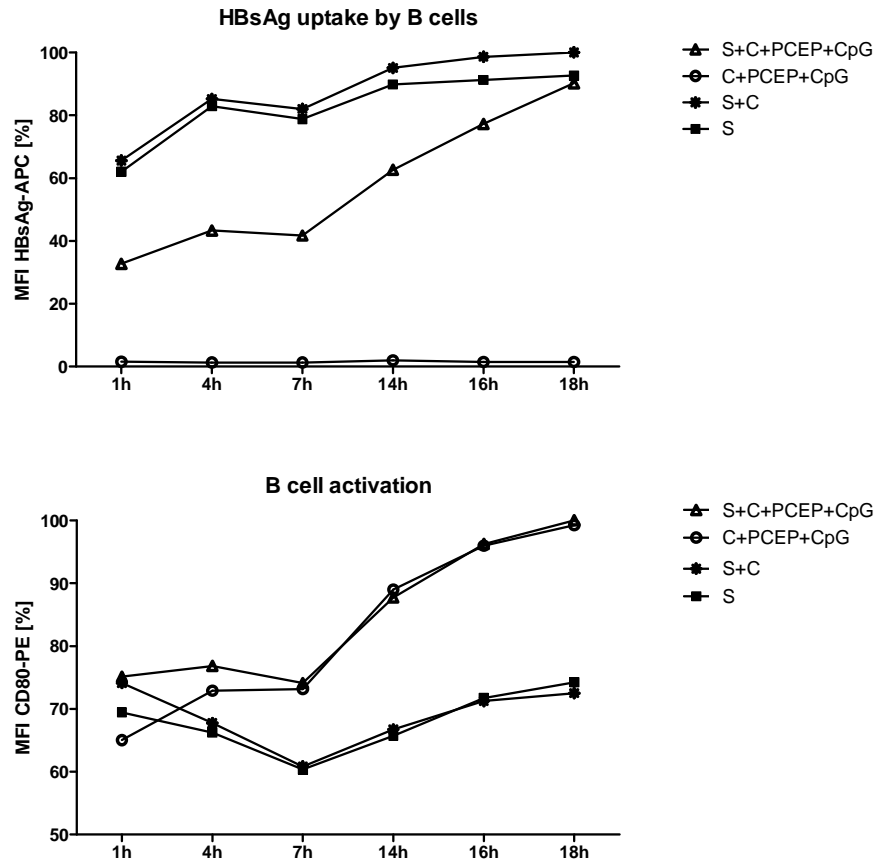 HBsAg uptake by B cells
MFI HBsAg-APC [%]
100
80
60
40
20
0
1h 4h 7h 14h 16h 18h
S+C+PCEP+CpG
C+PCEP+CpG
S+C
S
B cell activation
MFI CD80-PE [%]
100
90
80
70
60
50
1h 4h 7h 14h 16h 18h
S+C+PCEP+CpG
C+PCEP+CpG
S+C
S